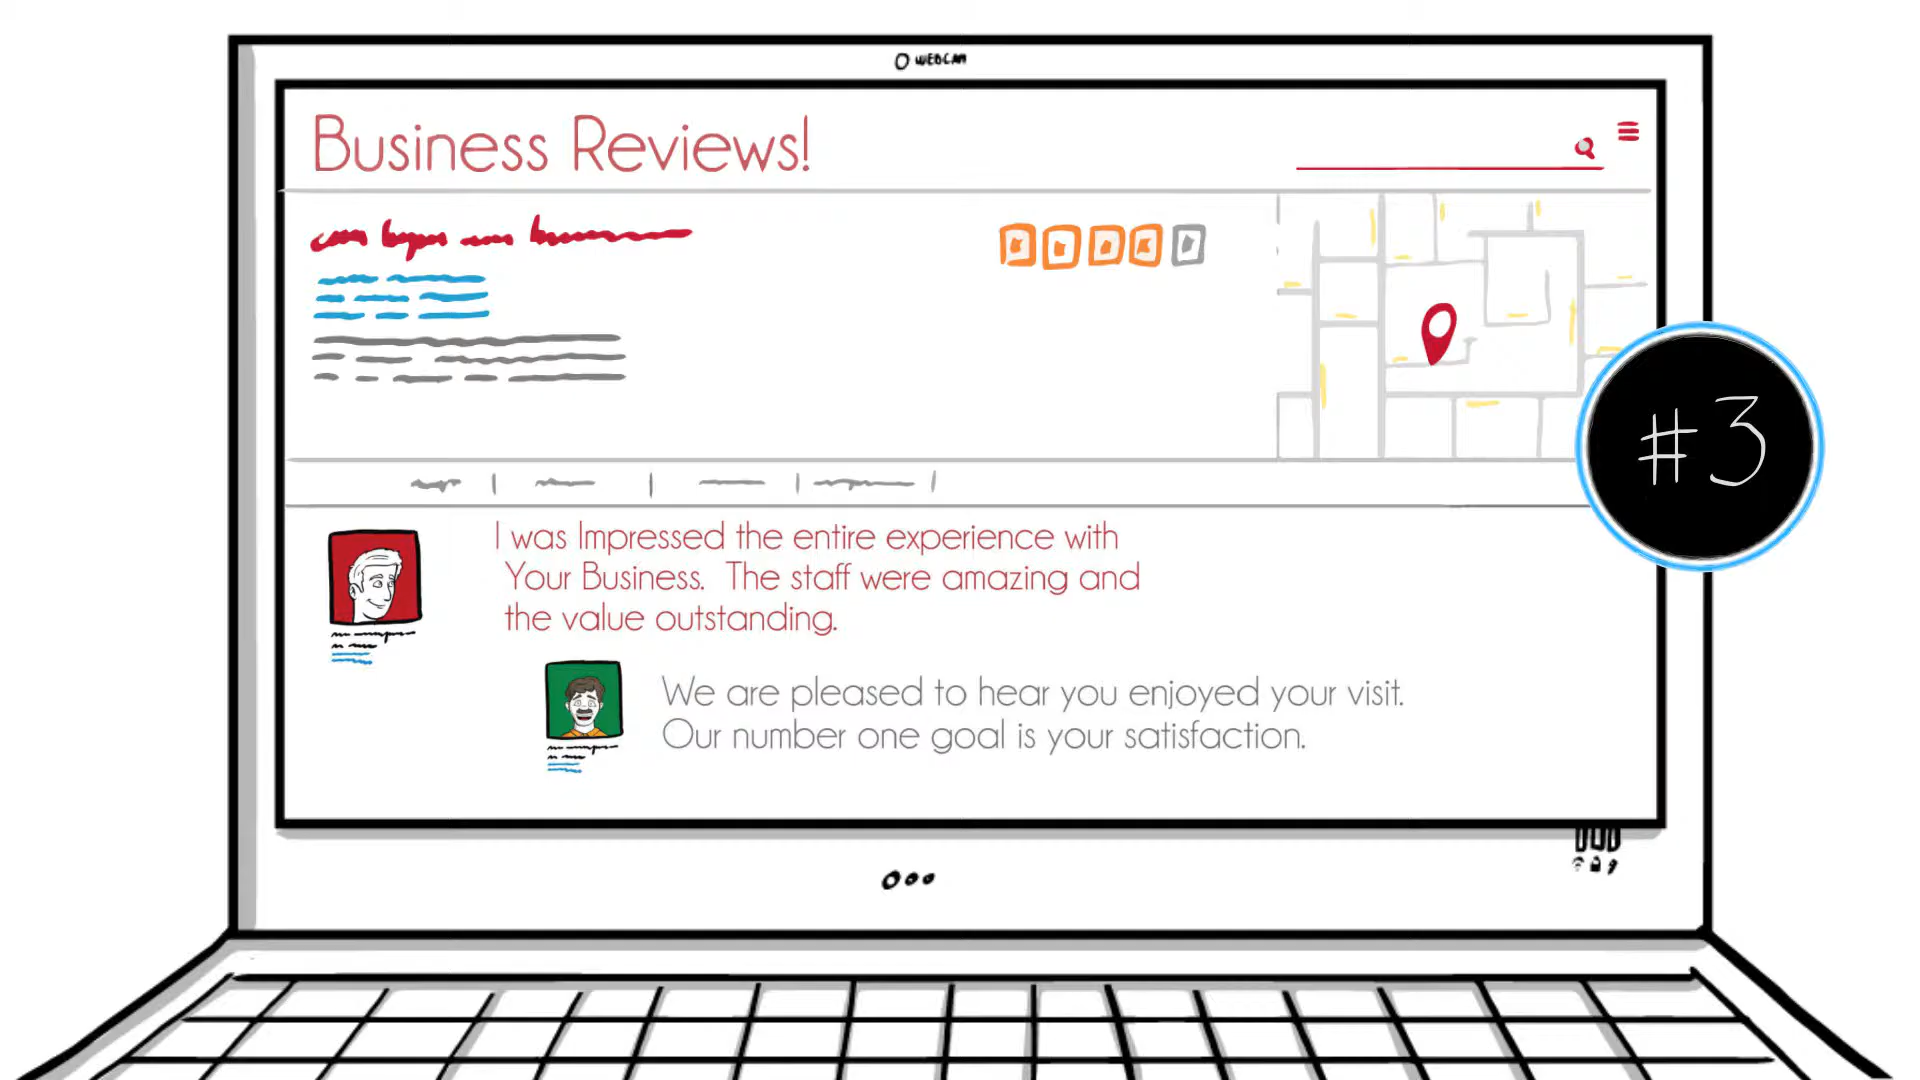 WEBCAM
Business Reviews!
#3
I was Impressed the entire experience with
Your Business. The staff were amazing and
the value outstanding.
We are pleased to hear you enjoyed your visit.
Our number one goal is your satisfaction.